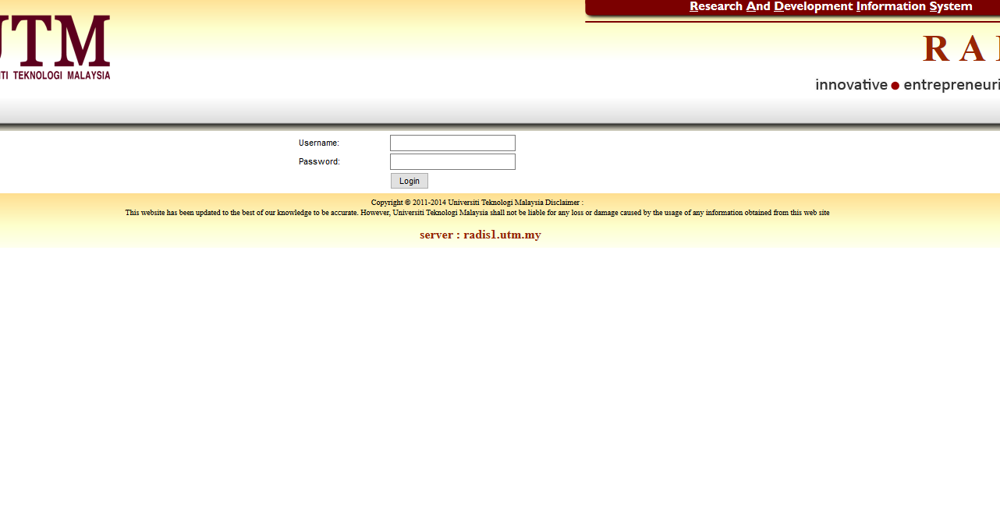 Research And Development Information System
UTM
R A
TEKNOLOGI MALAYSIA
innovative ● entrepreneuri
Username:
Password:
Login
Copyright © 2011-2014 Universiti Teknologi Malaysia Disclaimer :
This website has been updated to the best of our knowledge to be accurate. However, Universiti Teknologi Malaysia shall not be liable for any loss or damage caused by the usage of any information obtained from this web site
server : radis1.utm.my